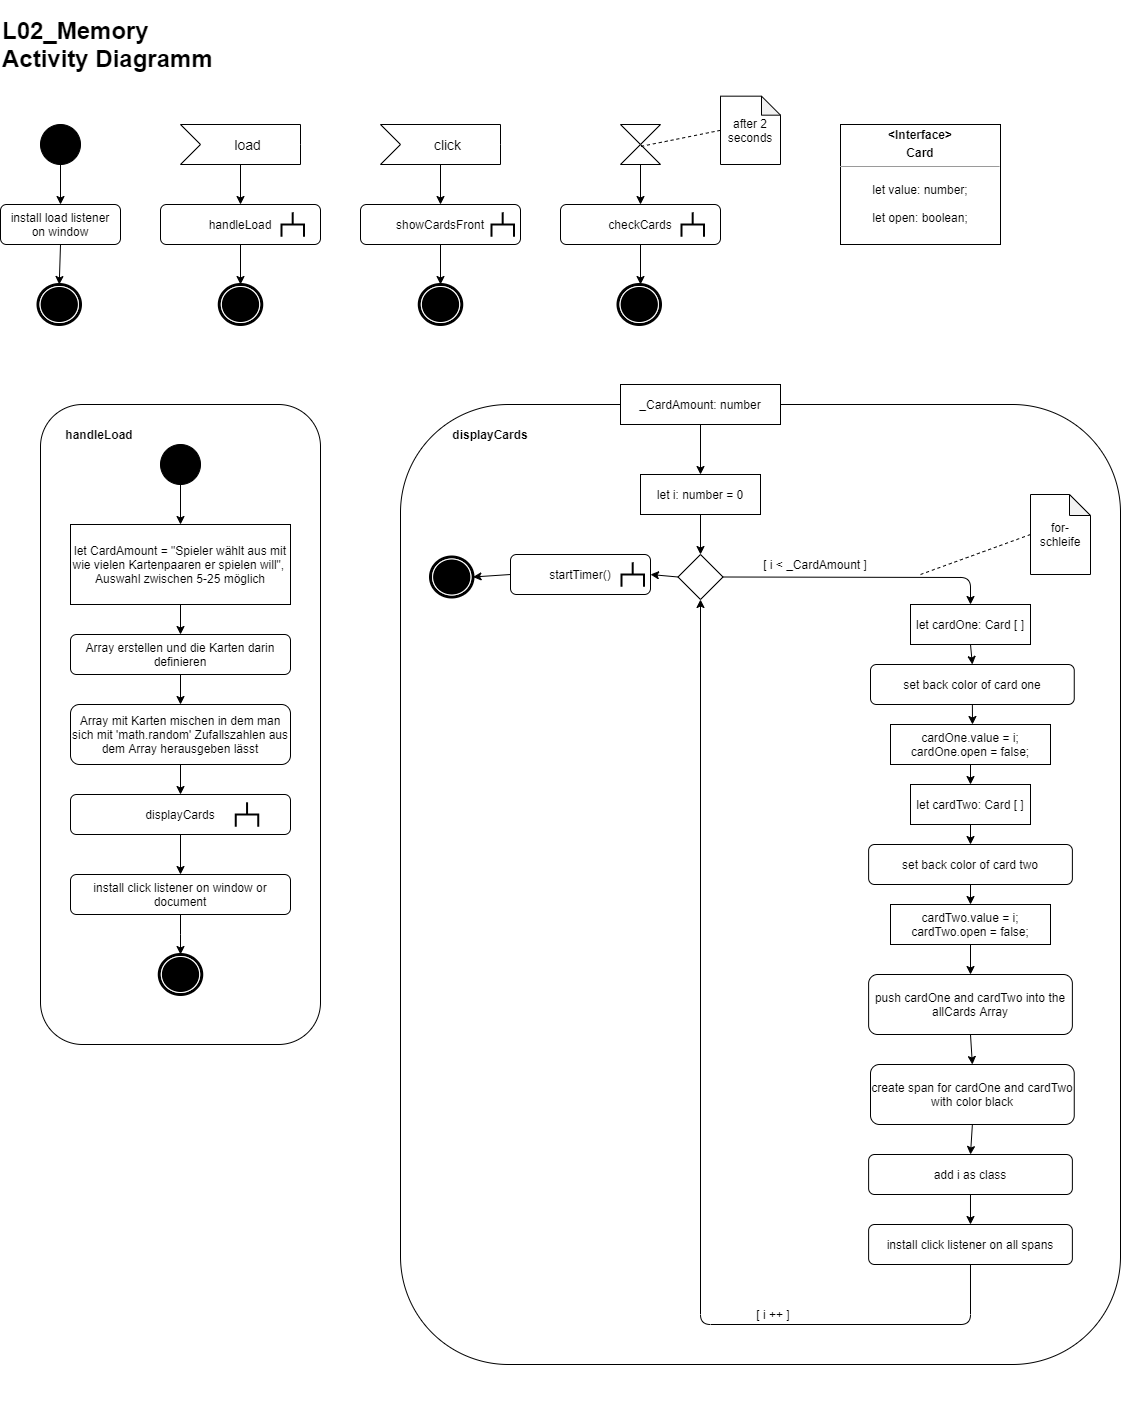 L02_Memory
Activity Diagramm
load
click
after 2
seconds
<Interface>
Card
let value: number;
let open: boolean;
install load listener
on window
handleLoad
showCardsFront
checkCards
handleLoad
let CardAmount = "Spieler wählt aus mit
wie vielen Kartenpaaren er spielen will",
Auswahl zwischen 5-25 möglich
Array erstellen und die Karten darin
definieren
Array mit Karten mischen in dem man
sich mit 'math.random' Zufallszahlen aus
dem Array herausgeben lässt
displayCards
install click listener on window or
document
_CardAmount: number
displayCards
let i: number = 0
for-
schleife
[ i < _CardAmount ]
startTimer()
let cardOne: Card [ ]
set back color of card one
cardOne.value = i;
cardOne.open = false;
let cardTwo: Card [ ]
set back color of card two
cardTwo.value = i;
cardTwo.open = false;
push cardOne and cardTwo into the
allCards Array
create span for cardOne and cardTwo
with color black
add i as class
install click listener on all spans
[ i ++ ]